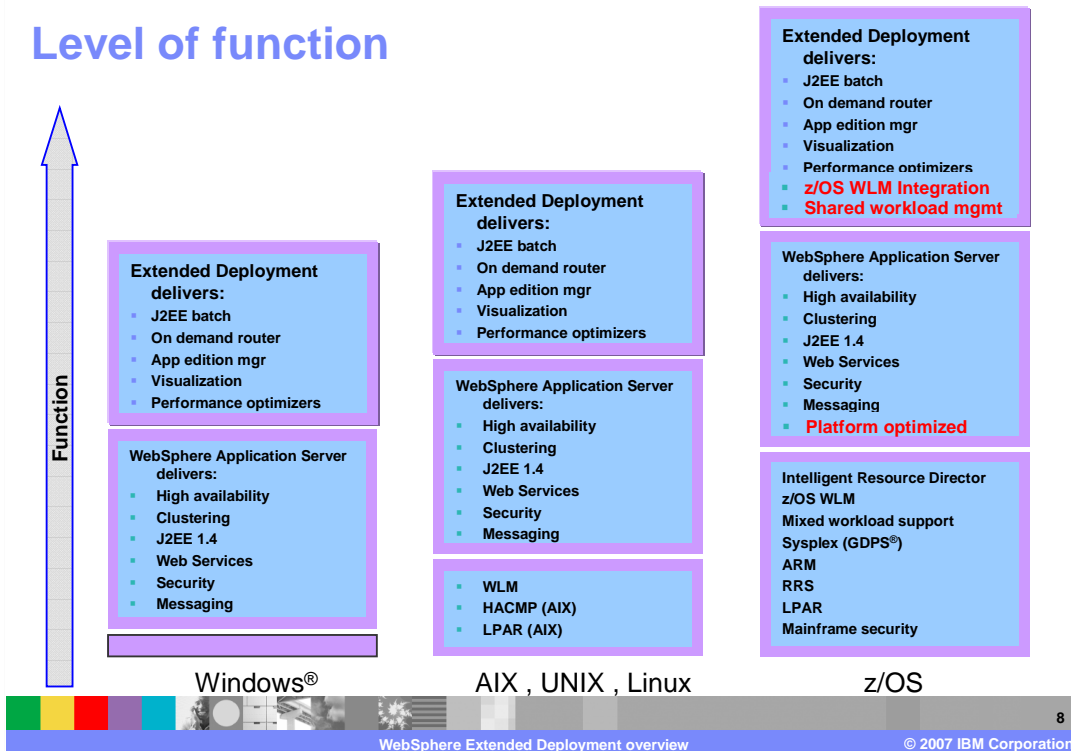 Level of function
Function
Extended Deployment
delivers:
J2EE batch
On demand router
App edition mgr
Visualization
Performance optimizers
WebSphere Application Server
delivers:
High availability
Clustering
J2EE 1.4
Web Services
Security
Messaging
Windows®
Extended Deployment
delivers:
J2EE batch
On demand router
App edition mgr
Visualization
Performance optimizers
WebSphere Application Server
delivers:
High availability
Clustering
J2EE 1.4
Web Services
Security
Messaging
WLM
HACMP (AIX)
LPAR (AIX)
AIX , UNIX , Linux
Extended Deployment
delivers:
J2EE batch
On demand router
App edition mgr
Visualization
Performance optimizers
z/OS WLM Integration
Shared workload mgmt
WebSphere Application Server
delivers:
High availability
Clustering
J2EE 1.4
Web Services
Security
Messaging
Platform optimized
Intelligent Resource Director
z/OS WLM
Mixed workload support
Sysplex (GDPS®)
ARM
RRS
LPAR
Mainframe security
z/OS
8
WebSphere Extended Deployment overview
© 2007 IBM Corporation